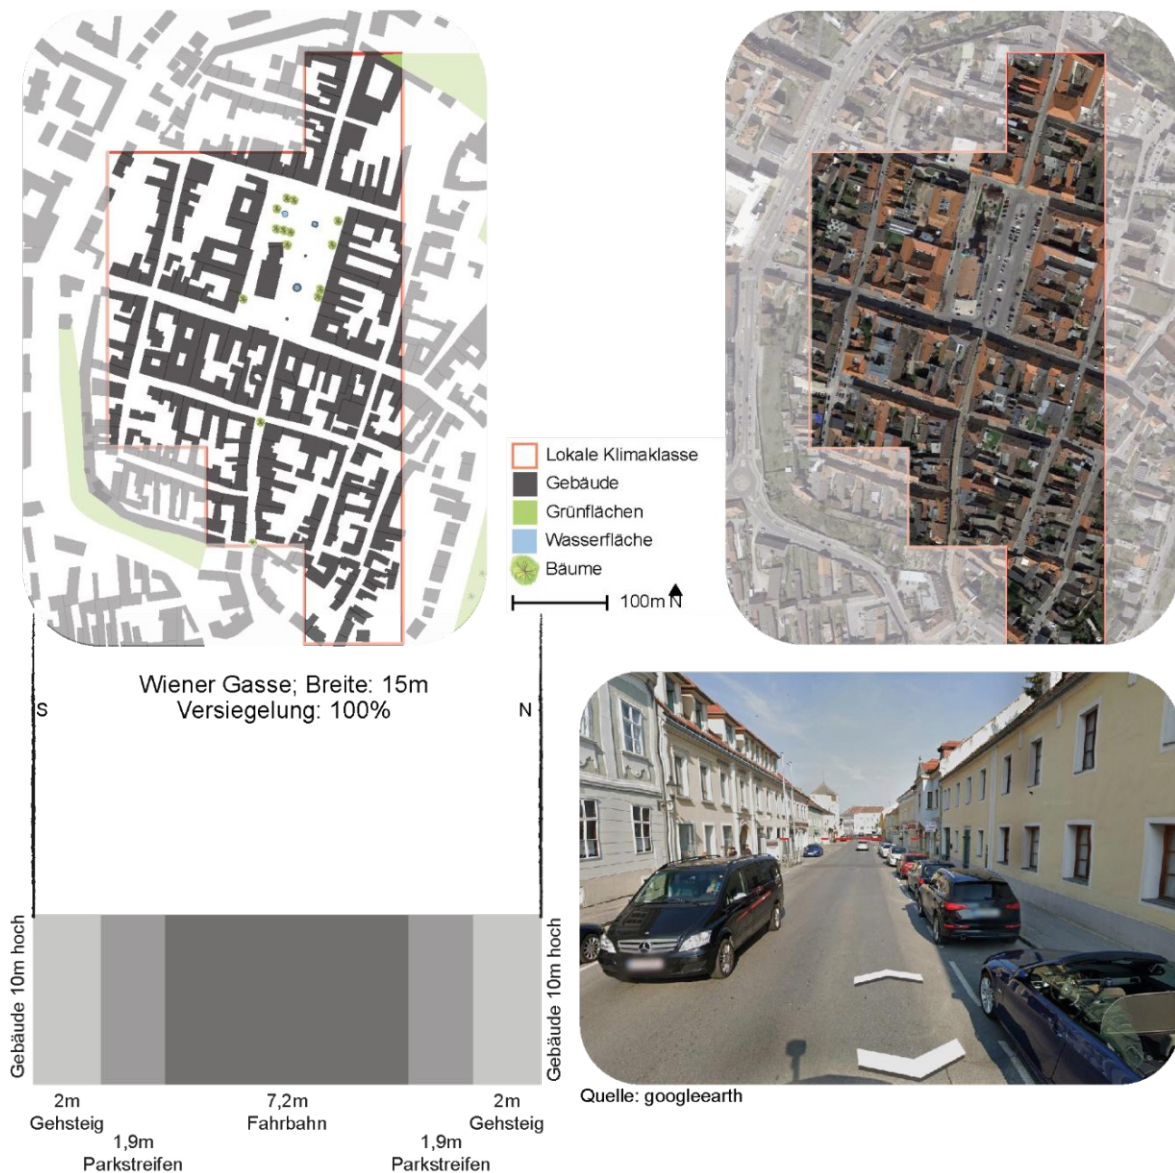 Lokale Klimaklasse
Gebäude
Grünflächen
Wasserfläche
Bäume
100m N
Wiener Gasse; Breite: 15m
Versiegelung: 100%
S
N
Gebäude 10m hoch
Gebäude 10m hoch
2m
Gehsteig
1,9m
Parkstreifen
7,2m
Fahrbahn
1,9m
Parkstreifen
2m
Gehsteig
Quelle: googleearth